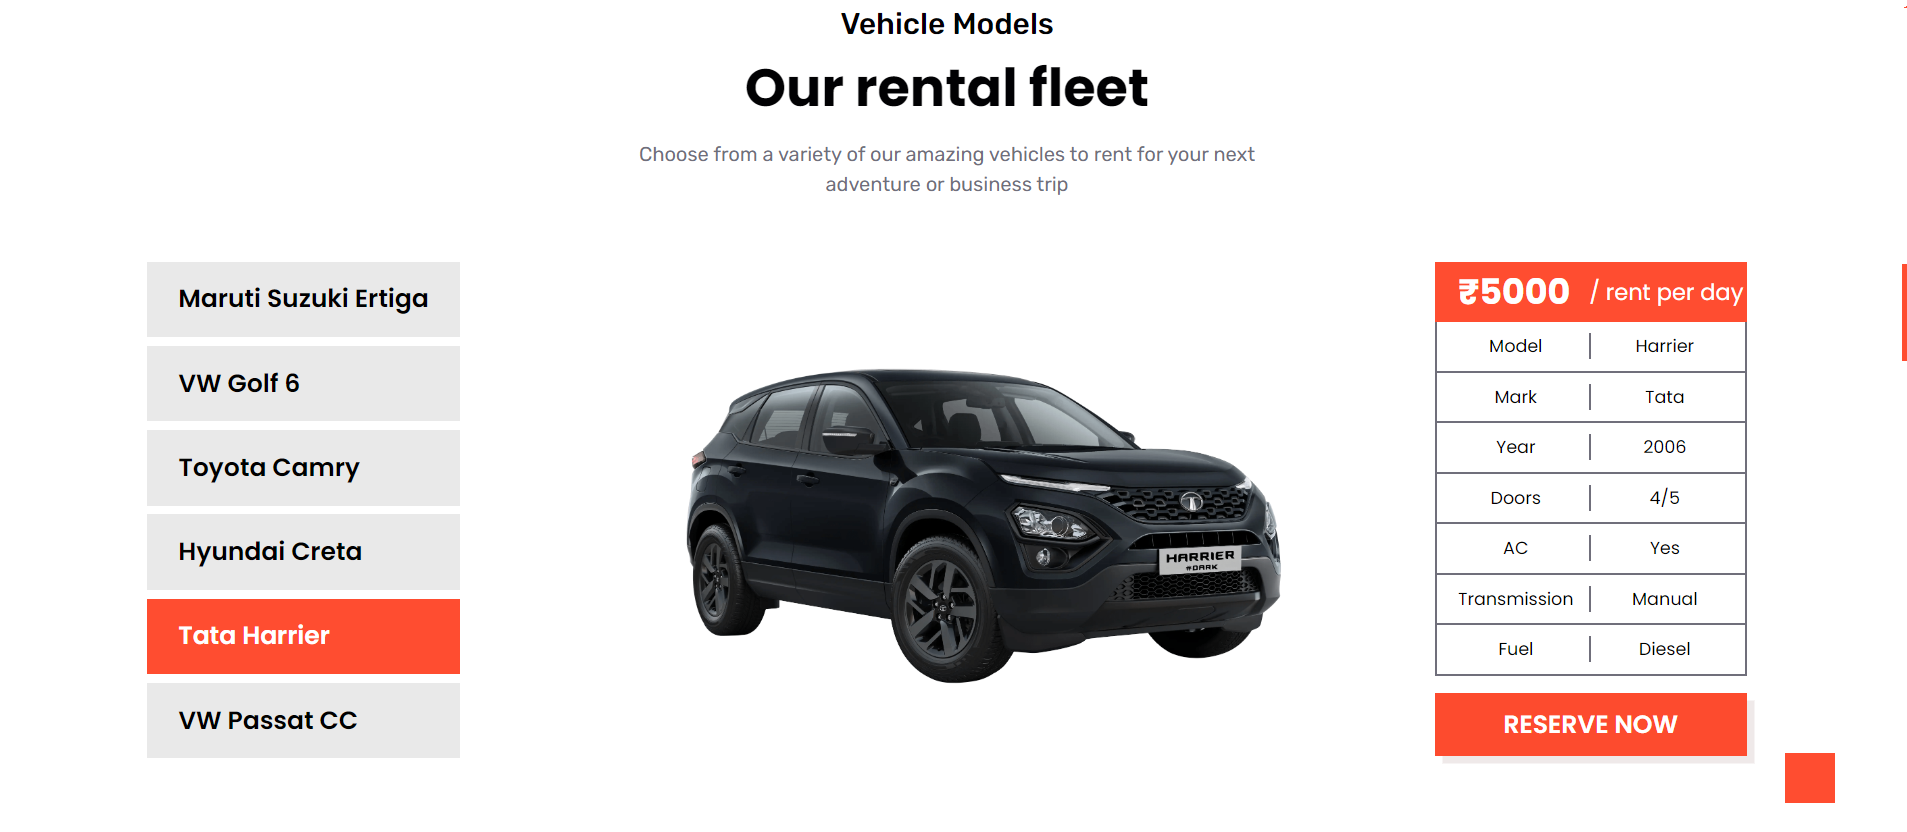 Vehicle Models
Our rental fleet
Choose from a variety of our amazing vehicles to rent for your next
adventure or business trip
Maruti Suzuki Ertiga
VW Golf 6
Toyota Camry
Hyundai Creta
Tata Harrier
VW Passat CC
HARRIER
#DARK
₹5000 / rent per day
Model | Harrier
Mark | Tata
Year | 2006
Doors | 4/5
AC | Yes
Transmission | Manual
Fuel | Diesel
RESERVE NOW